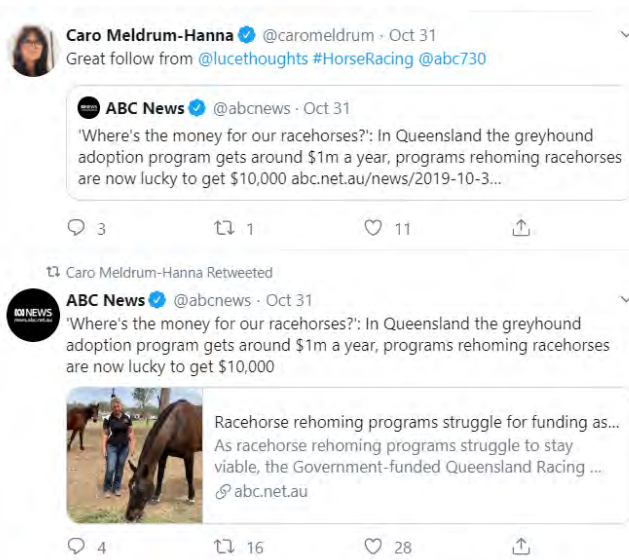 Caro Meldrum-Hanna @caromeldrum · Oct 31
Great follow from @lucethoughts #HorseRacing @abc730
ABC News @abcnews · Oct 31
'Where's the money for our racehorses?': In Queensland the greyhound
adoption program gets around $1m a year, programs rehoming racehorses
are now lucky to get $10,000 abc.net.au/news/2019-10-3...
3 1 11
Caro Meldrum-Hanna Retweeted
NEWS
news.abc.net.au
ABC News @abcnews · Oct 31
'Where's the money for our racehorses?': In Queensland the greyhound
adoption program gets around $1m a year, programs rehoming racehorses
are now lucky to get $10,000
Racehorse rehoming programs struggle for funding as...
As racehorse rehoming programs struggle to stay
viable, the Government-funded Queensland Racing ...
abc.net.au
4 16 28